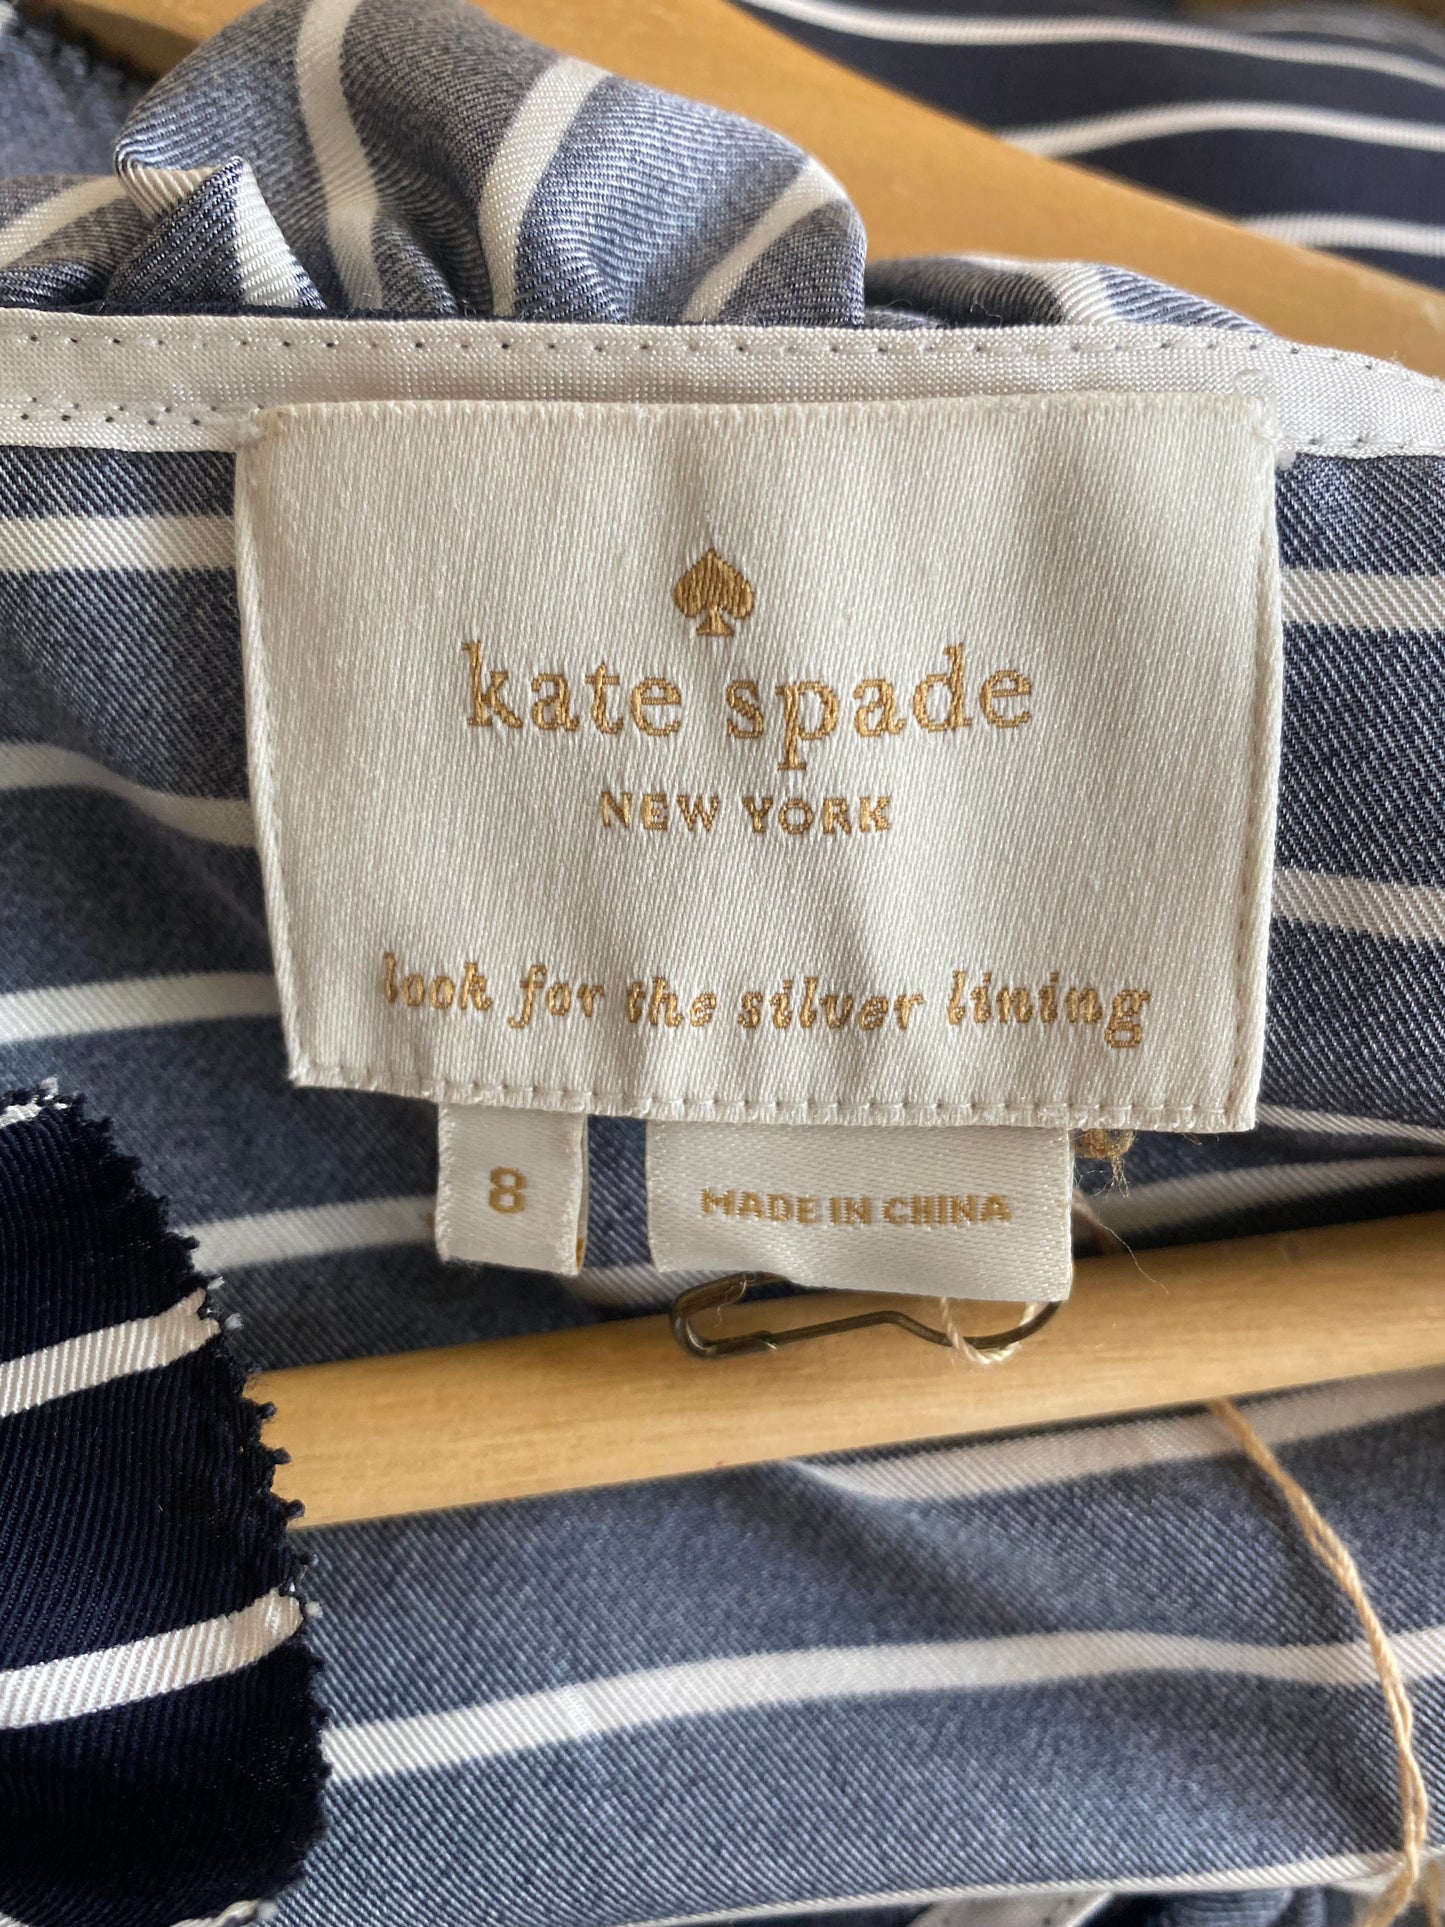 kate spade
NEW YORK
look for the silver lining
8
MADE IN CHINA